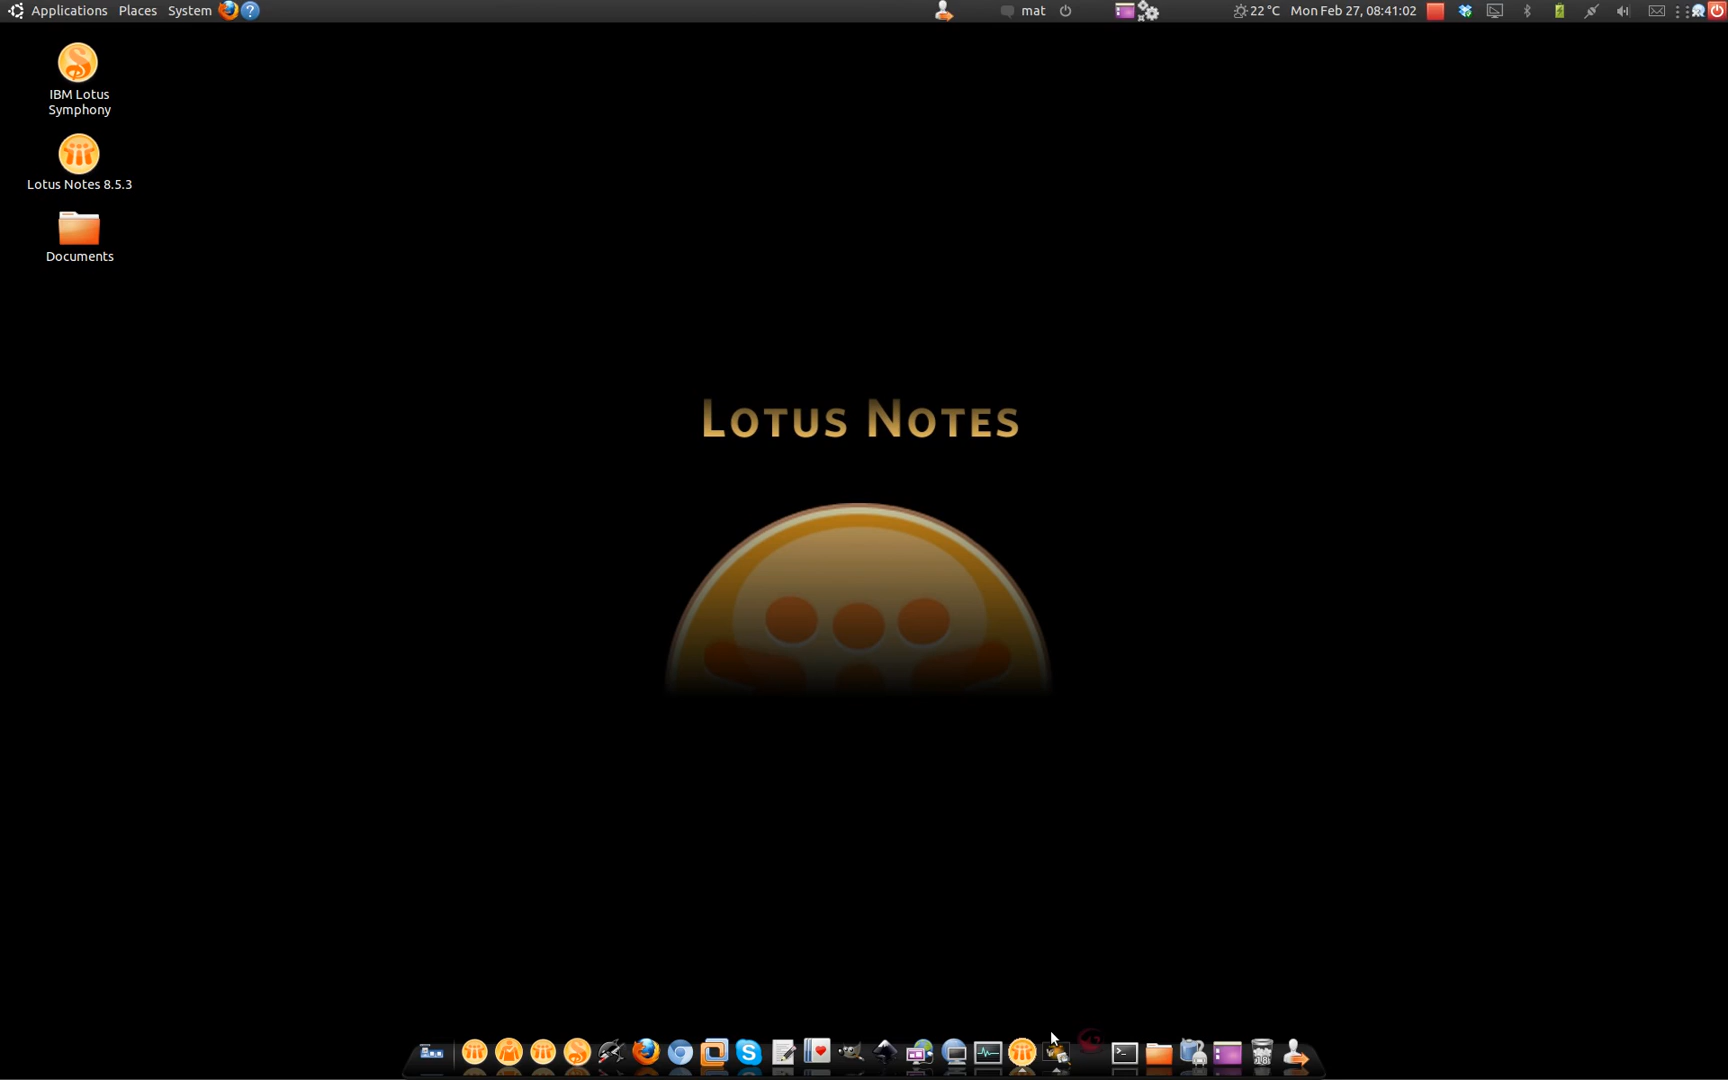 Applications Places System mat 22 °C Mon Feb 27, 08:41:02
IBM Lotus
Symphony
Lotus Notes 8.5.3
Documents
LOTUS NOTES